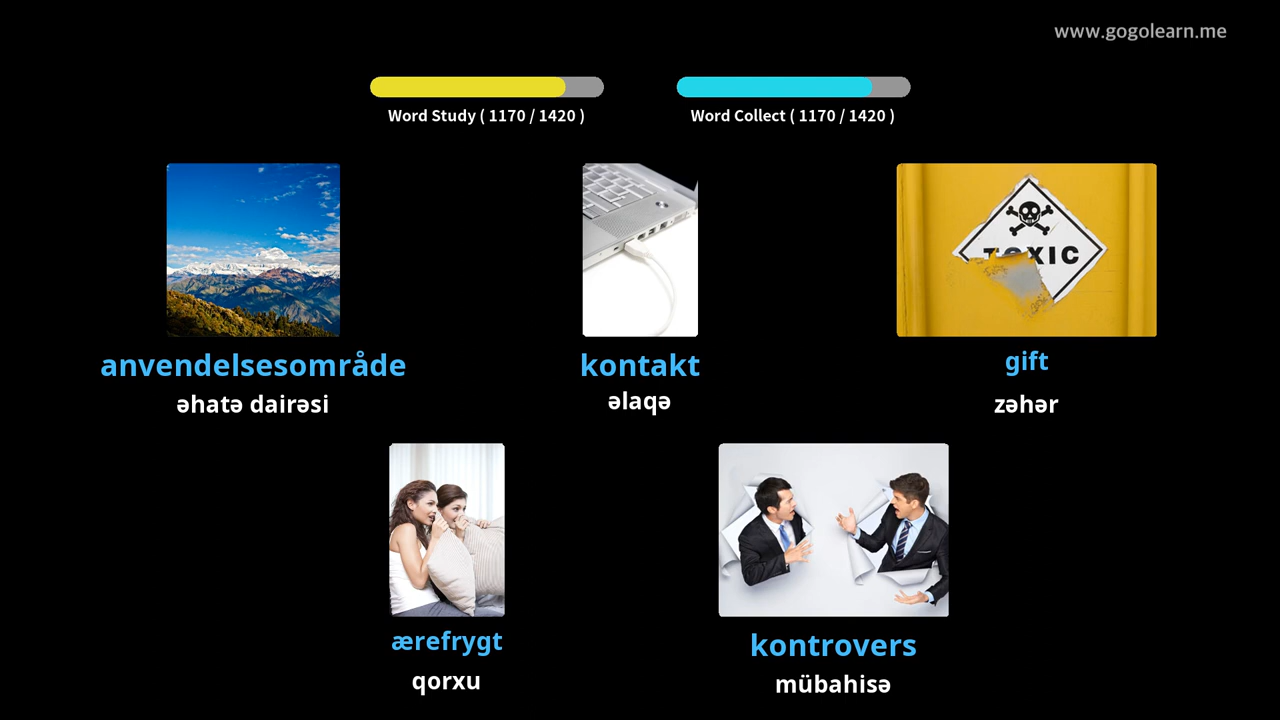 www.gogolearn.me
Word Study ( 1170 / 1420 )
Word Collect ( 1170 / 1420 )
TOXIC
anvendelsesområde
kontakt
gift
əhatə dairəsi
əlaqə
zəhər
ærefrygt
kontrovers
qorxu
mübahisə